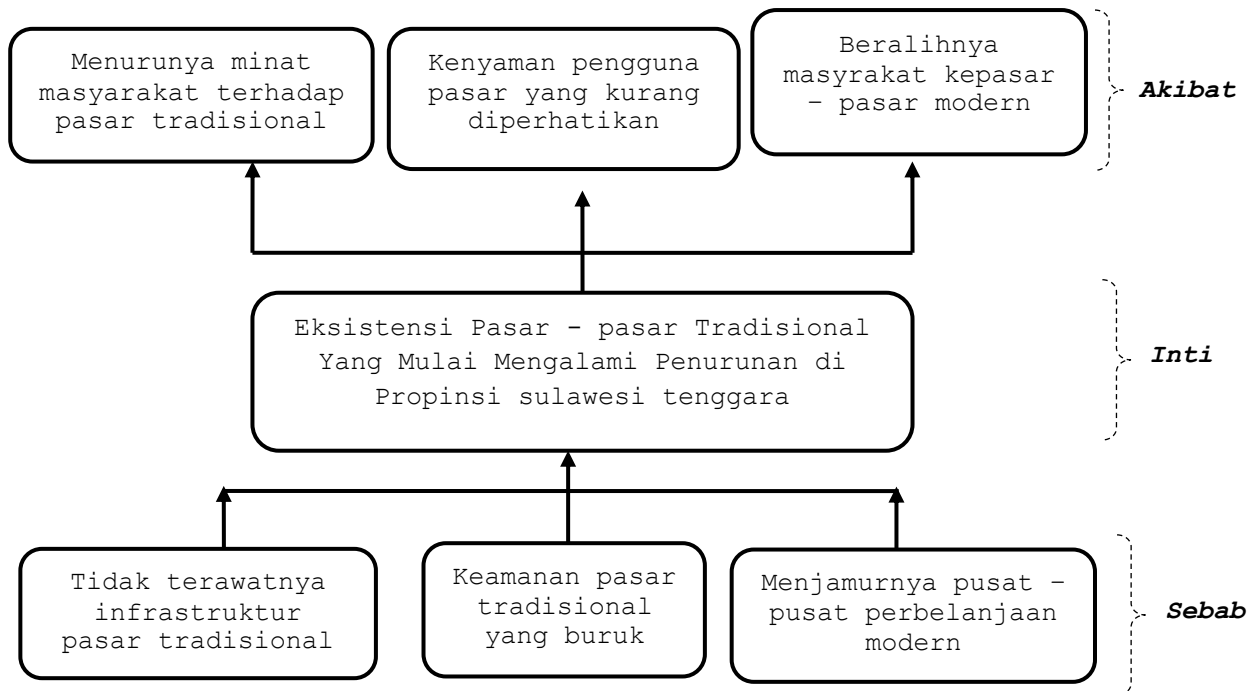 Menurunya minat
masyarakat terhadap
pasar tradisional
Kenyaman pengguna
pasar yang kurang
diperhatikan
Beralihnya
masyrakat kepasar
– pasar modern
Akibat
Eksistensi Pasar – pasar Tradisional
Yang Mulai Mengalami Penurunan di
Propinsi sulawesi tenggara
Inti
Tidak terawatnya
infrastruktur
pasar tradisional
Keamanan pasar
tradisional
yang buruk
Menjamurnya pusat –
pusat perbelanjaan
modern
Sebab